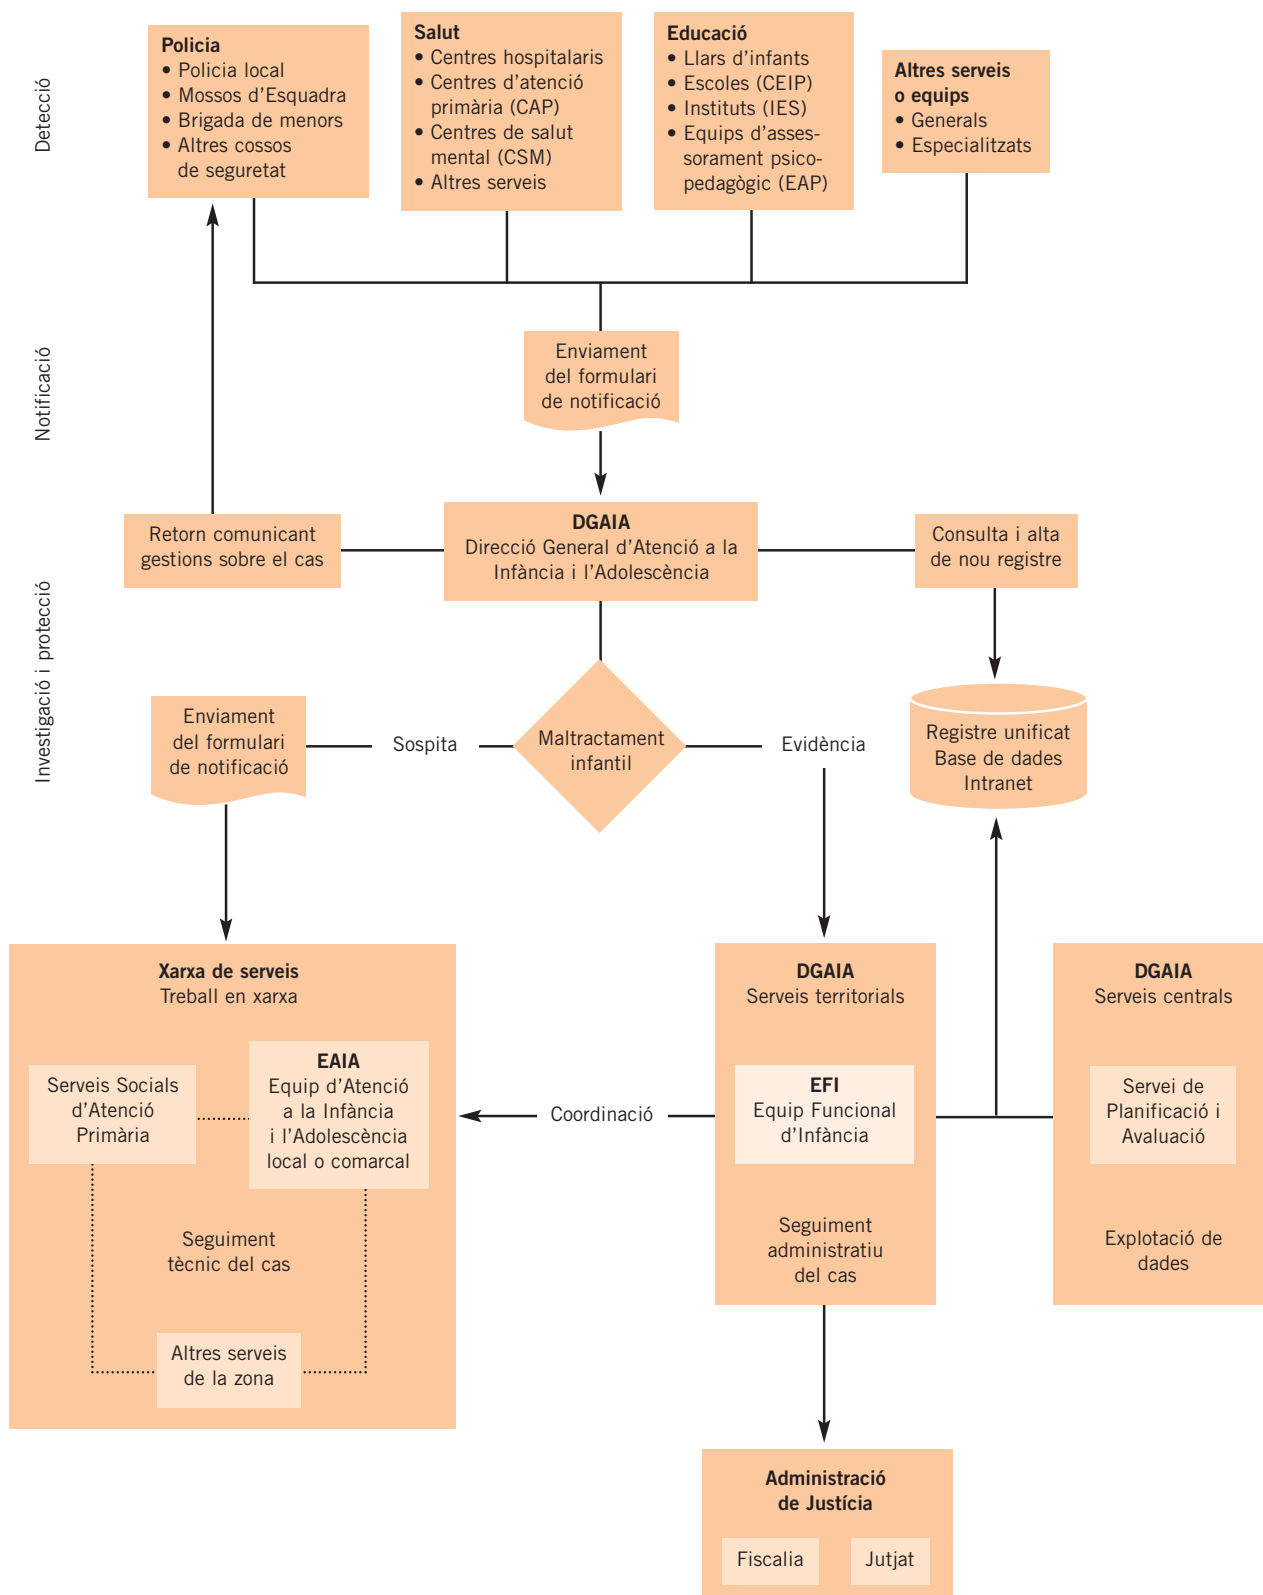 Detecció
Policia
• Policia local
• Mossos d'Esquadra
• Brigada de menors
• Altres cossos
de seguretat
Salut
• Centres hospitalaris
• Centres d'atenció
primària (CAP)
• Centres de salut
mental (CSM)
• Altres serveis
Educació
• Llars d'infants
• Escoles (CEIP)
• Instituts (IES)
• Equips d'asses-
sorament psico-
pedagògic (EAP)
Altres serveis
o equips
• Generals
• Especialitzats
Notificació
Enviament
del formulari
de notificació
Investigació i protecció
Retorn comunicant
gestions sobre el cas
DGAIA
Direcció General d'Atenció a la
Infància i l'Adolescència
Consulta i alta
de nou registre
Enviament
del formulari
de notificació
Sospita
Maltractament
infantil
Evidència
Registre unificat
Base de dades
Intranet
Xarxa de serveis
Treball en xarxa
Serveis Socials
d'Atenció
Primària
EAIA
Equip d'Atenció
a la Infància
i l'Adolescència
local o comarcal
Seguiment
tècnic del cas
Altres serveis
de la zona
Coordinació
DGAIA
Serveis territorials
EFI
Equip Funcional
d'Infància
Seguiment
administratiu
del cas
DGAIA
Serveis centrals
Servei de
Planificació i
Avaluació
Explotació de
dades
Administració
de Justícia
Fiscalia
Jutjat